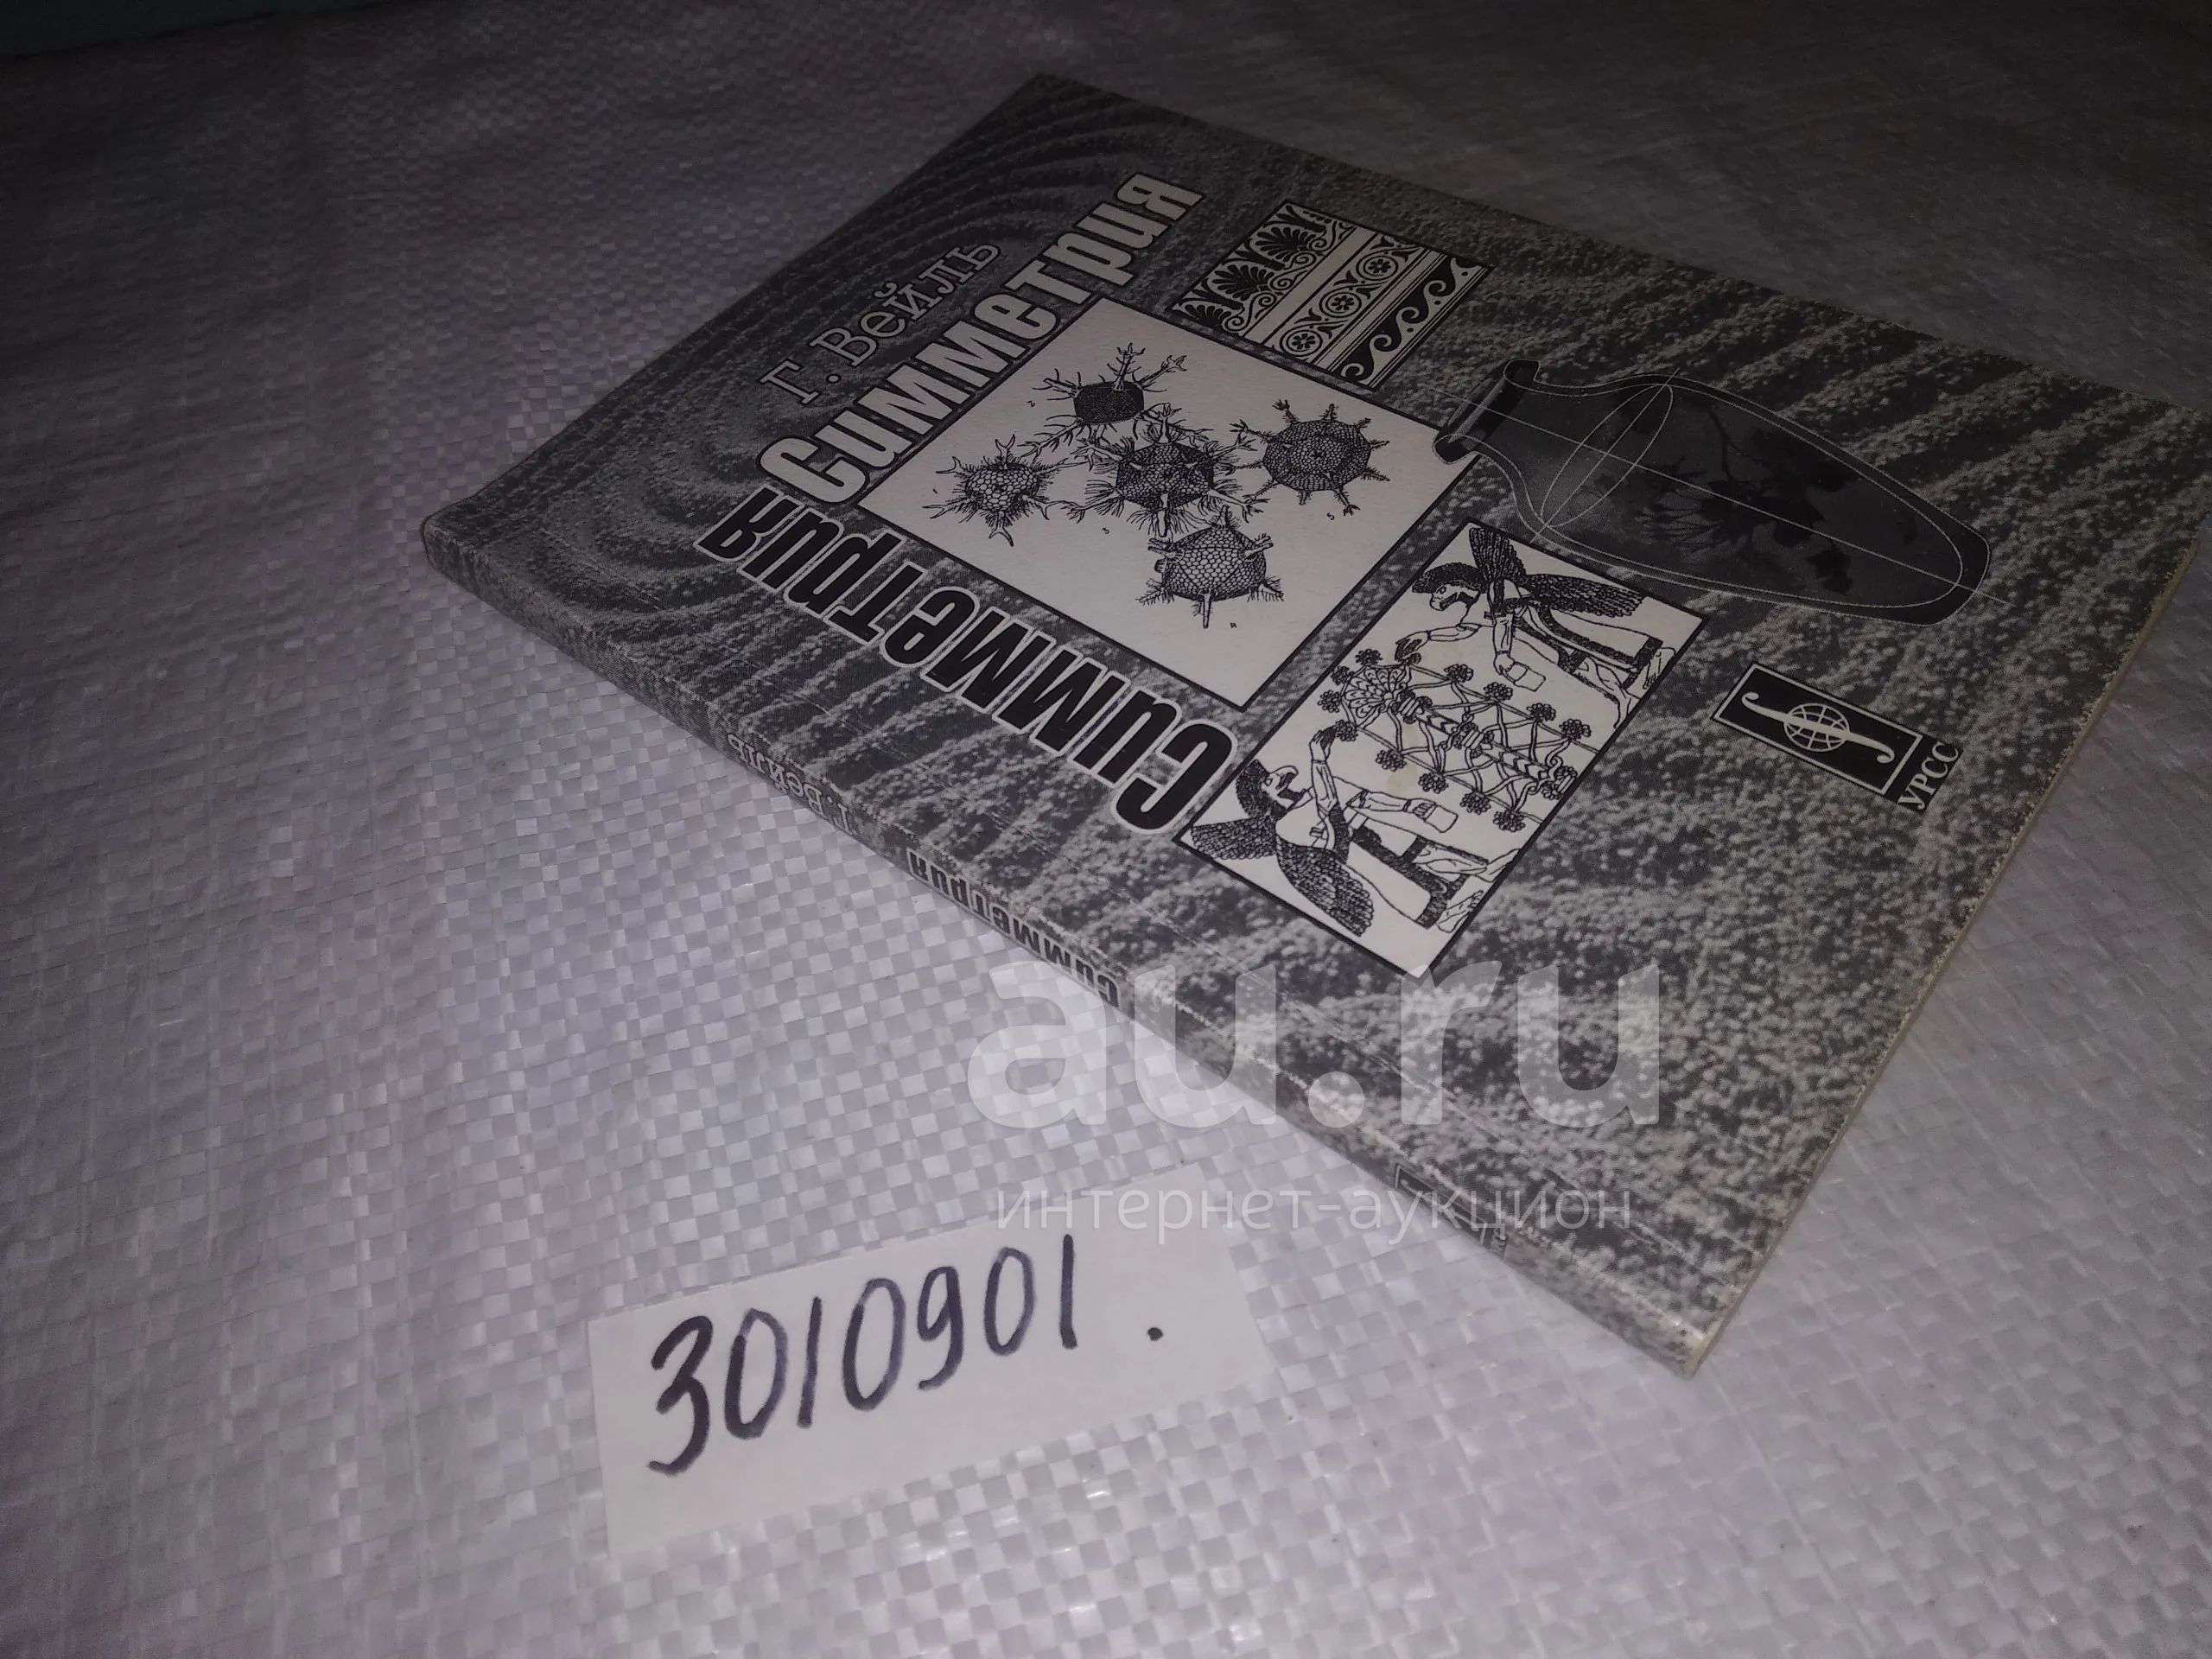 Г. Вейль
Симметрия
Симметрия
УРСС
Г. Вейль
Симметрия
au.ru
интернет-аукцион
3010901.